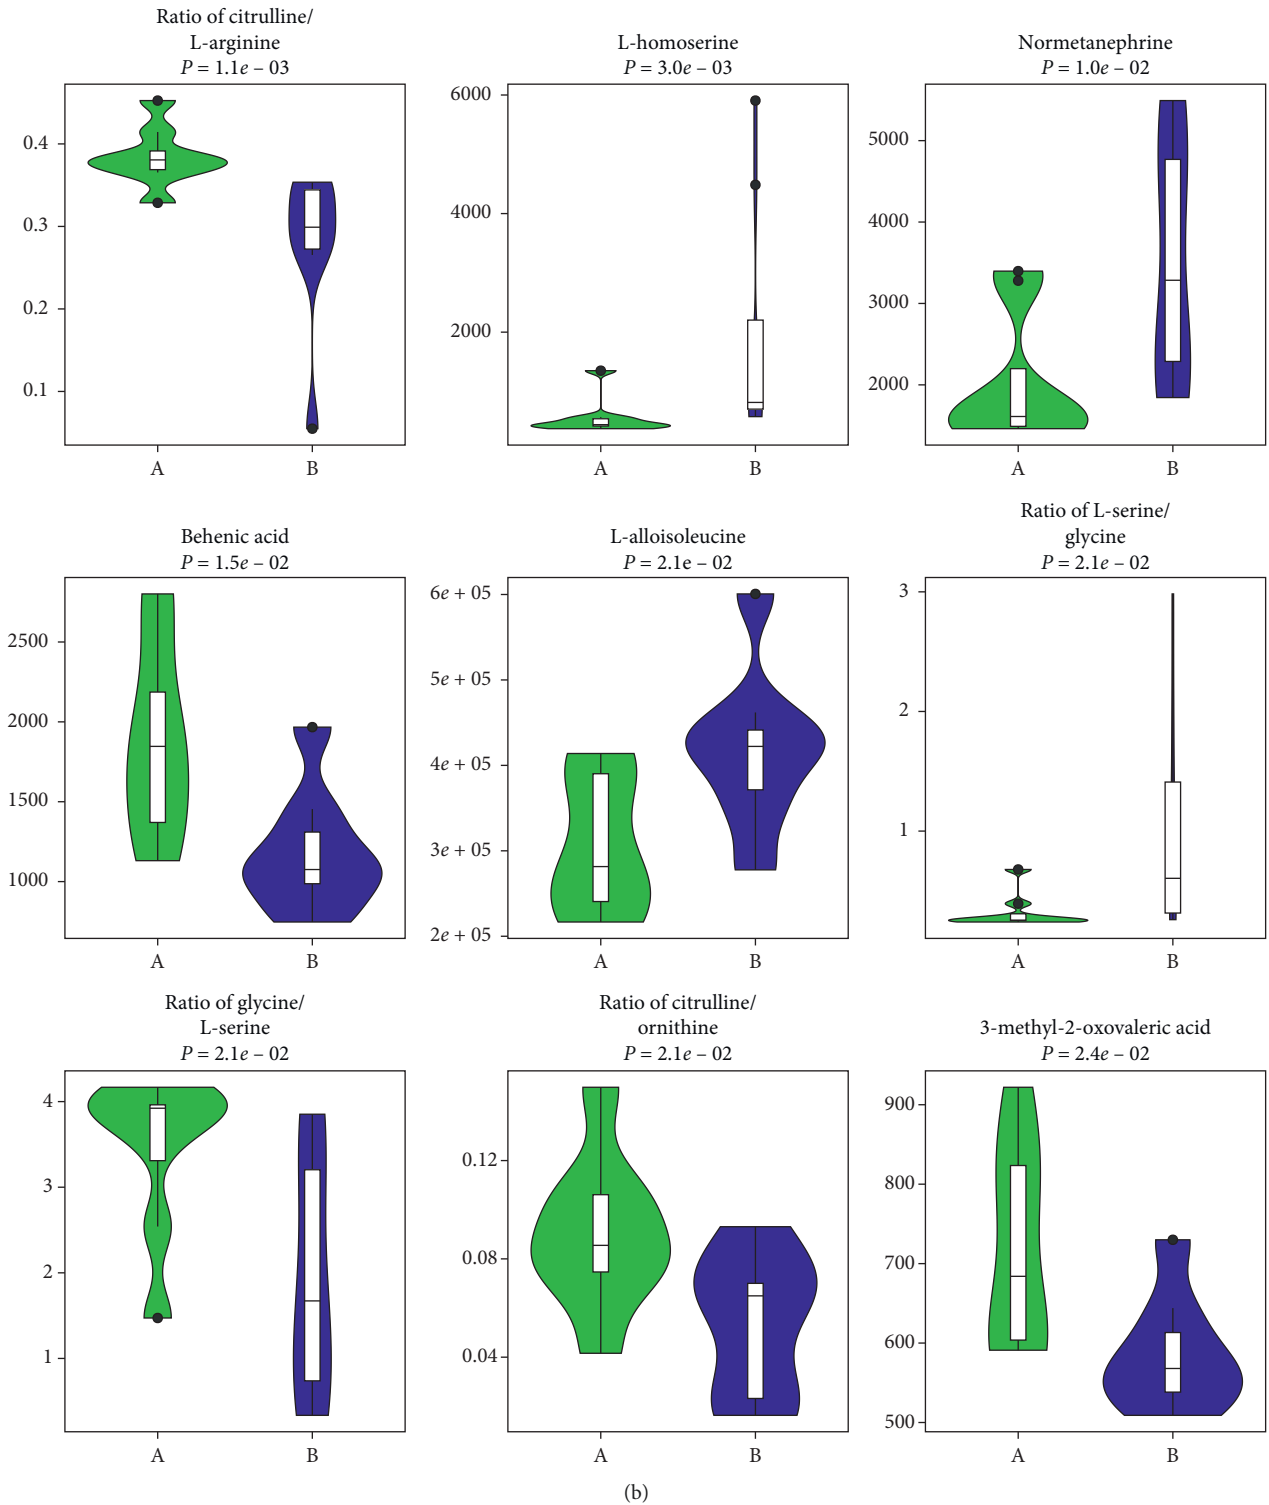 Ratio of citrulline/
L-arginine
P = 1.1e – 03
0.4
0.3
0.2
0.1
A
B
L-homoserine
P = 3.0e – 03
6000
4000
2000
A
B
Normetanephrine
P = 1.0e – 02
5000
4000
3000
2000
A
B
Behenic acid
P = 1.5e – 02
2500
2000
1500
1000
A
B
L-alloisoleucine
P = 2.1e – 02
6e + 05
5e + 05
4e + 05
3e + 05
2e + 05
A
B
Ratio of L-serine/
glycine
P = 2.1e – 02
3
2
1
A
B
Ratio of glycine/
L-serine
P = 2.1e – 02
4
3
2
1
A
B
Ratio of citrulline/
ornithine
P = 2.1e – 02
0.12
0.08
0.04
A
B
3-methyl-2-oxovaleric acid
P = 2.4e – 02
900
800
700
600
500
A
B
(b)